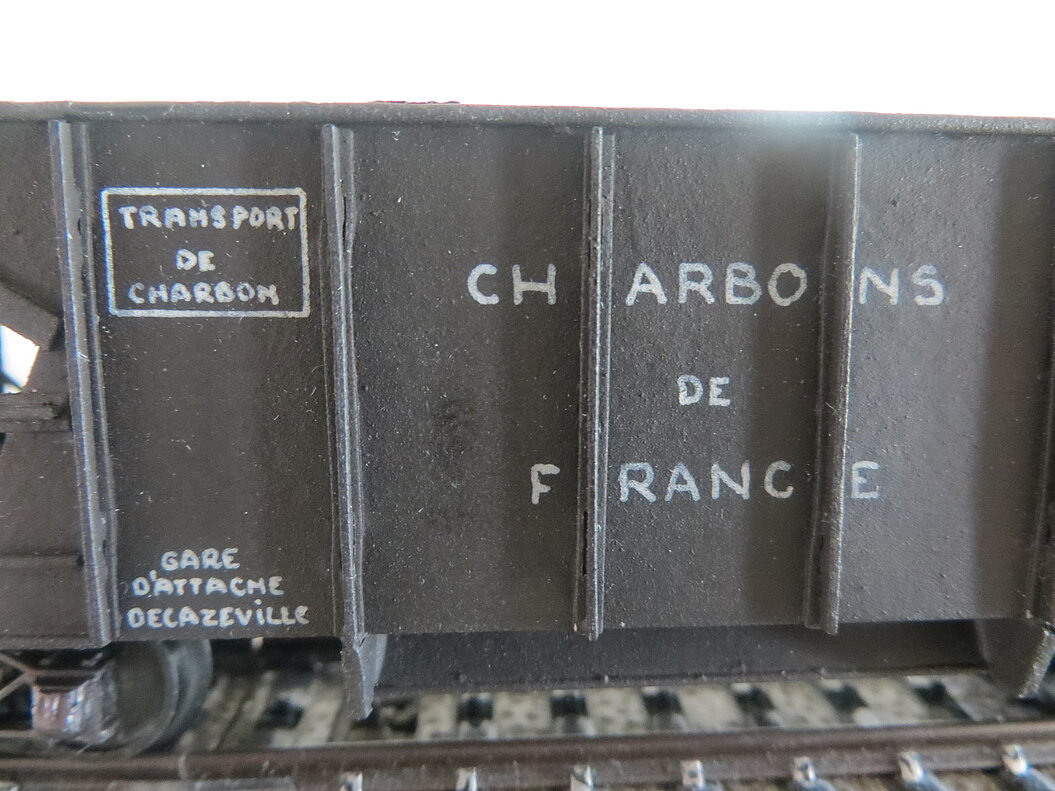 TRANSPORT
DE
CHARBON
CHARBONS
DE
FRANCE
GARE
D'ATTACHE
DECAZEVILLE